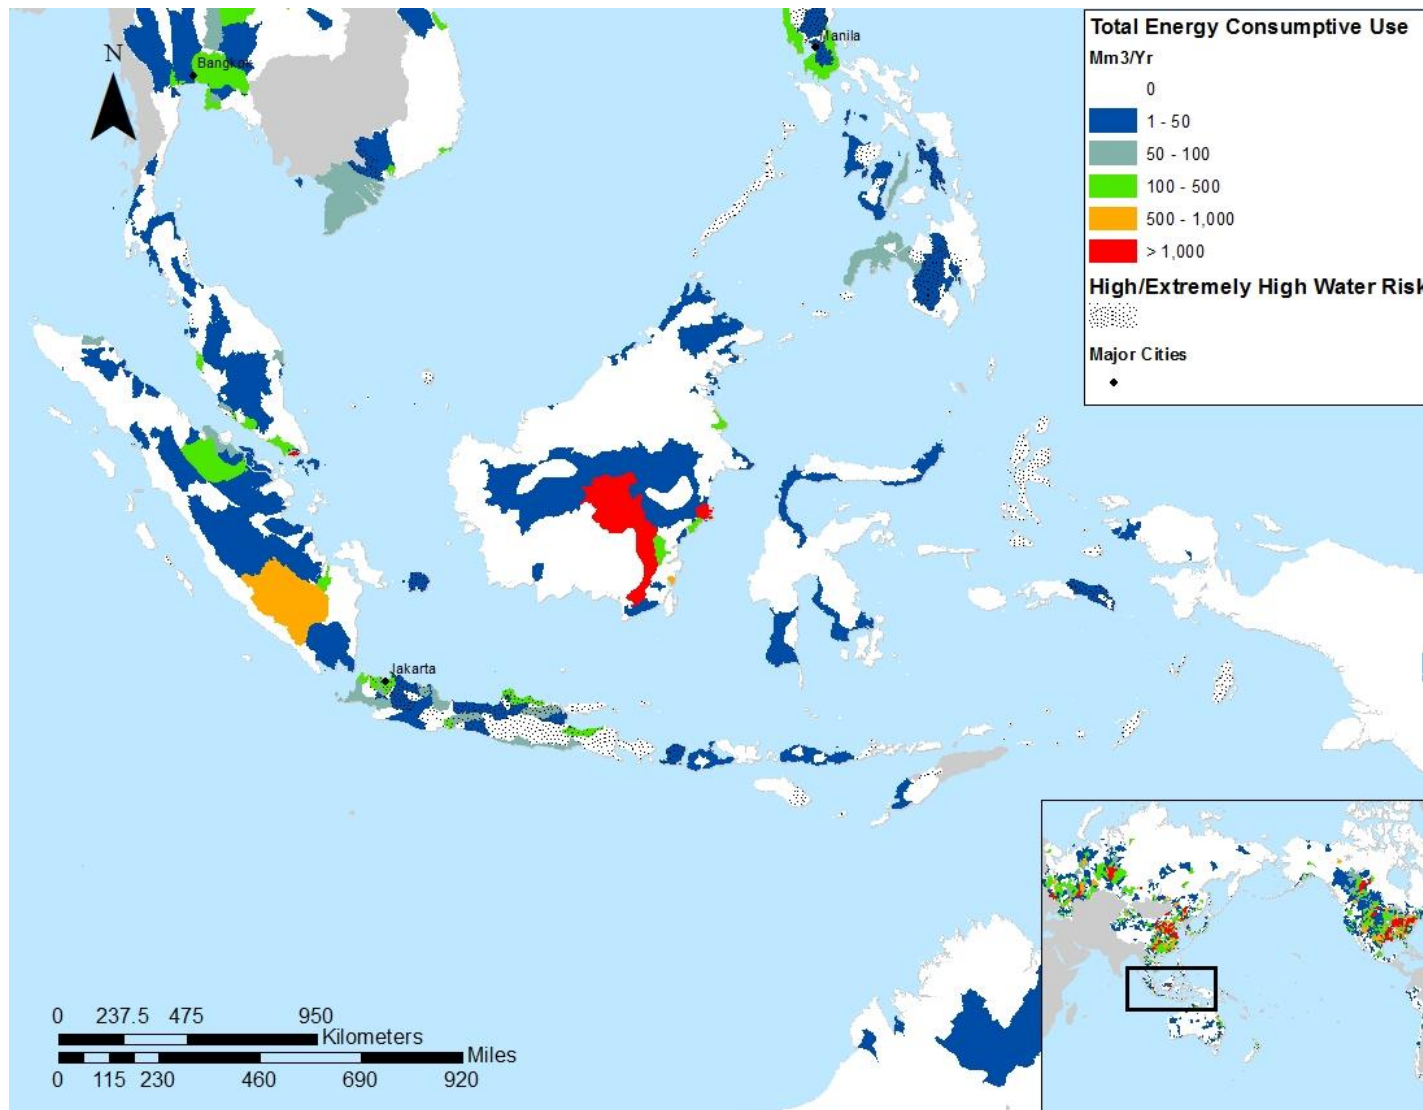 Total Energy Consumptive Use
Mm3/Yr
0
1 - 50
50 - 100
100 - 500
500 - 1,000
> 1,000
High/Extremely High Water Risk
Major Cities
N
Bangkok
Manila
Jakarta
0 237.5 475 950
Kilometers
Miles
0 115 230 460 690 920